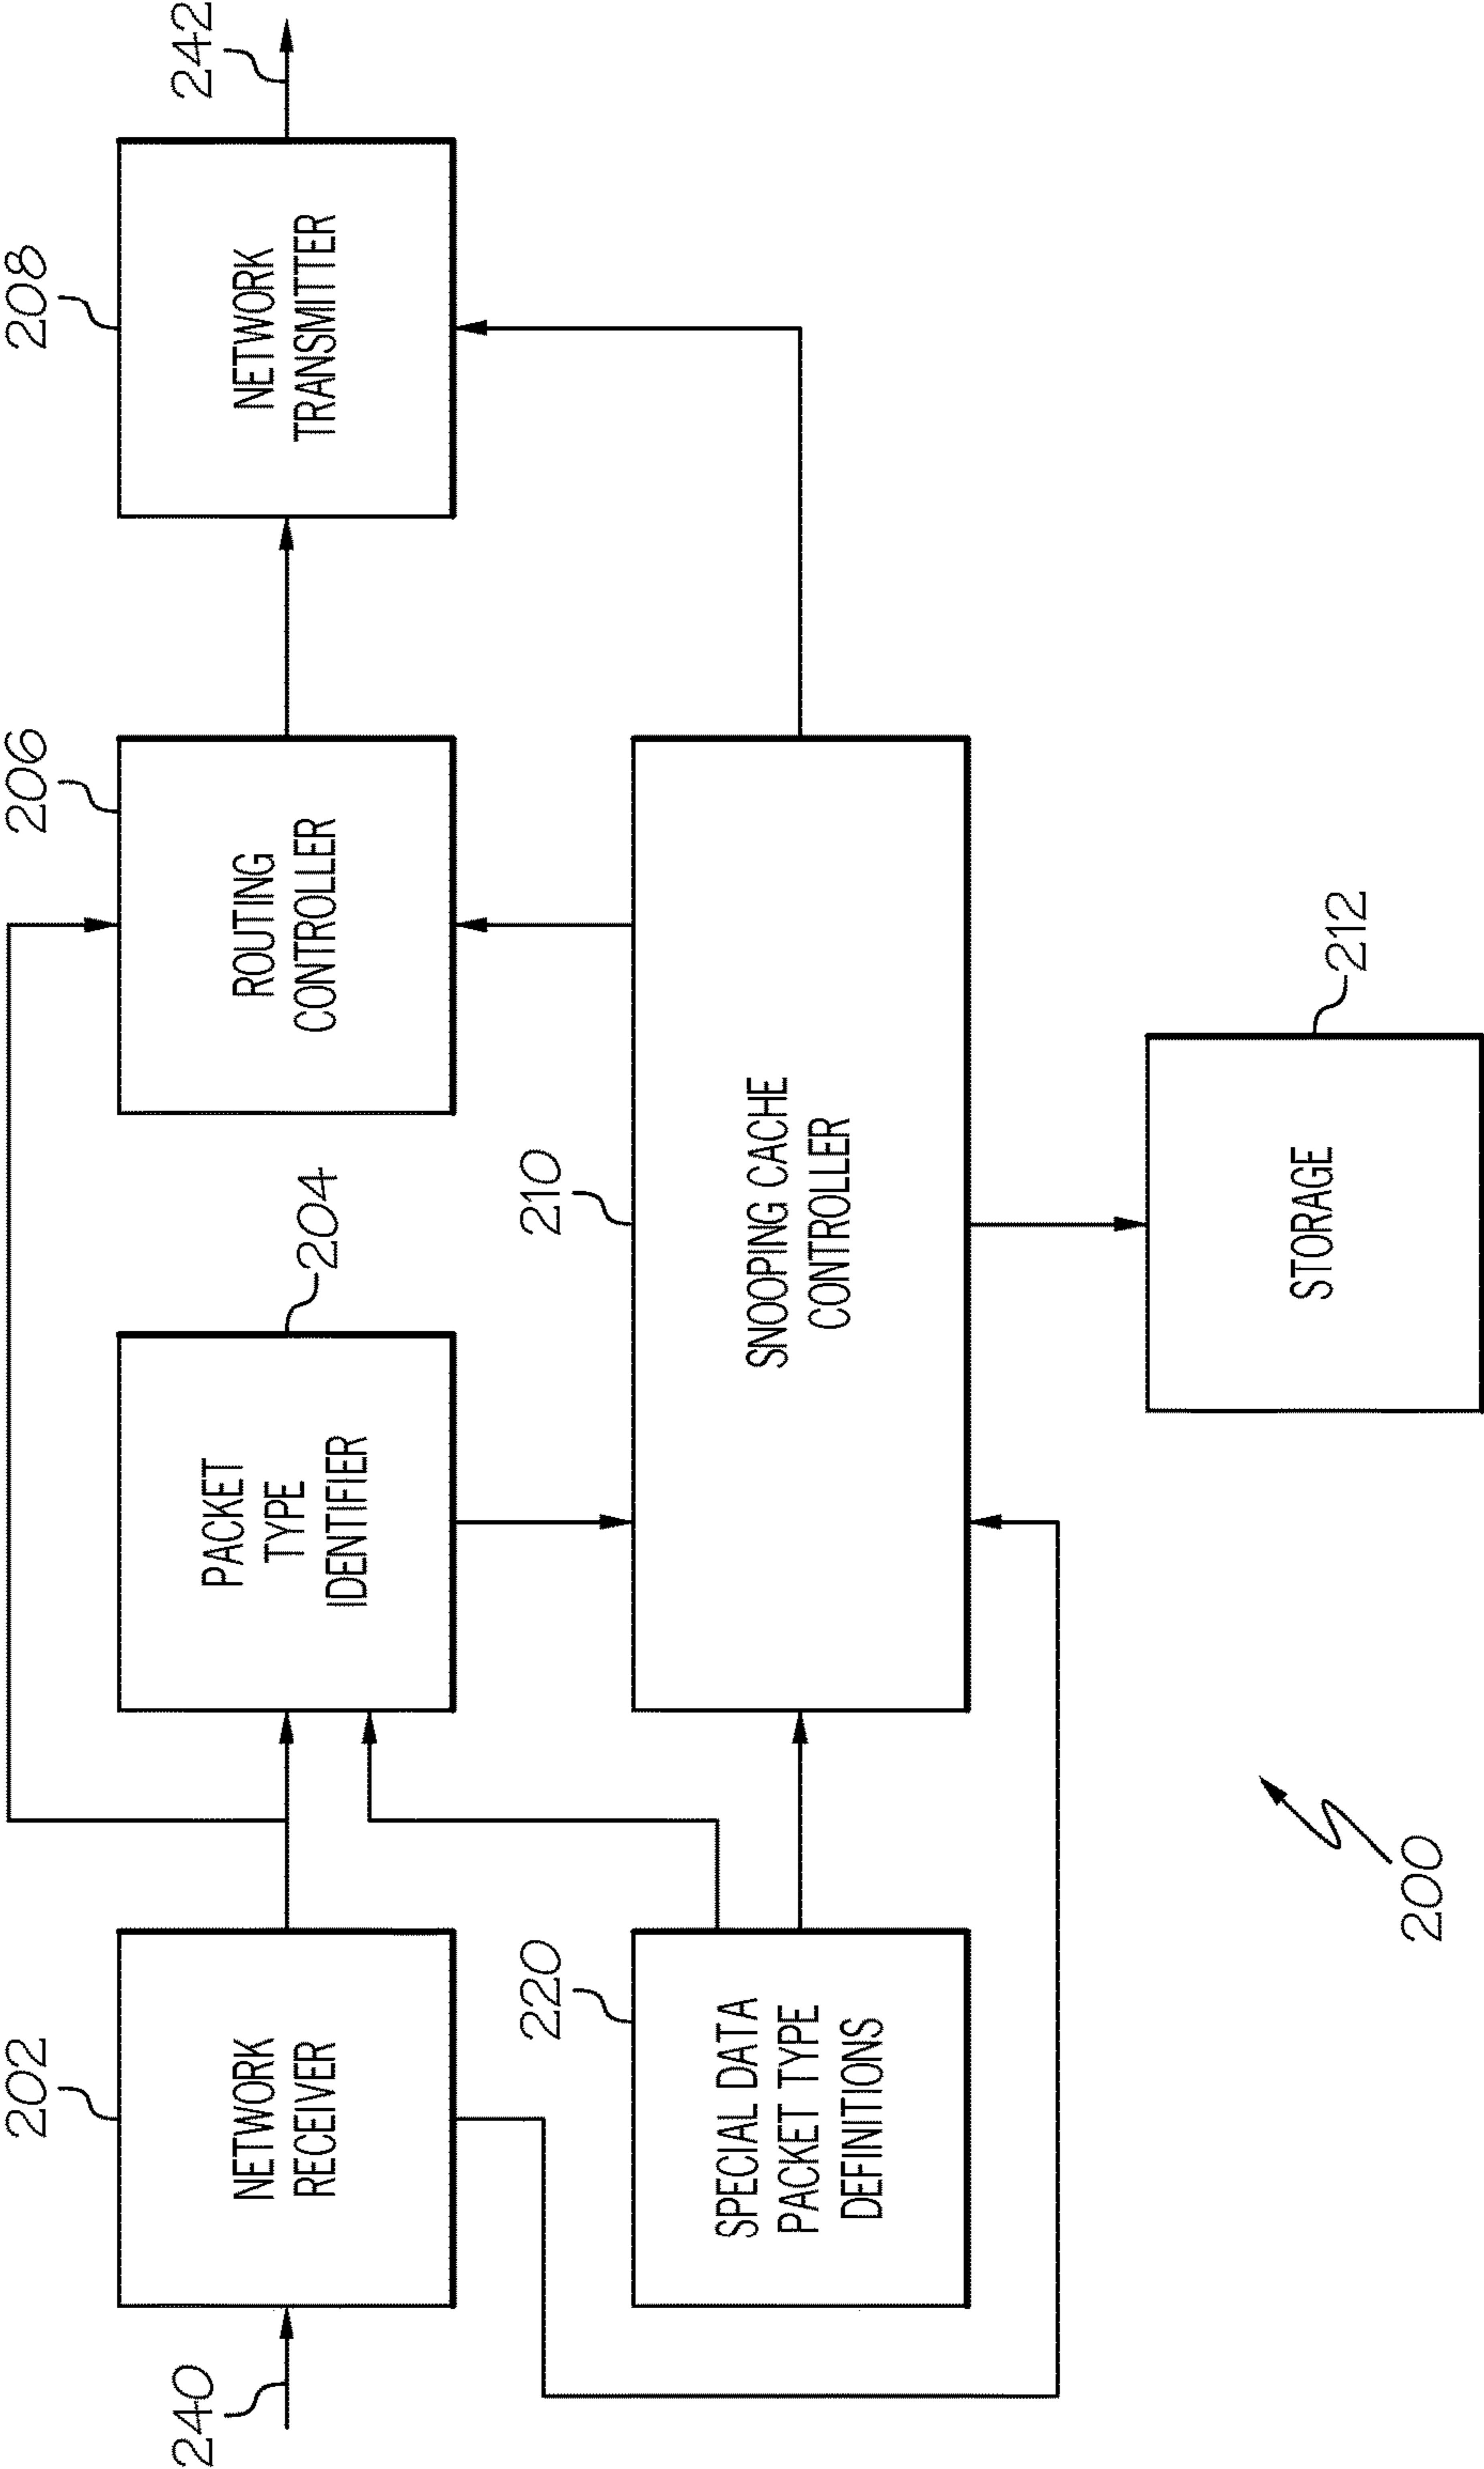 202
204
206
208
240
NETWORK
RECEIVER
PACKET
TYPE
IDENTIFIER
ROUTING
CONTROLLER
NETWORK
TRANSMITTER
242
220
SPECIAL DATA
PACKET TYPE
DEFINITIONS
210
SNOOPING CACHE
CONTROLLER
STORAGE
212
200